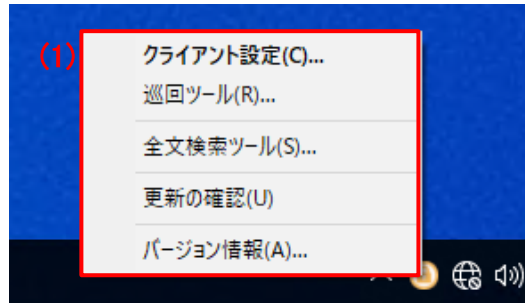 (1)
クライアント設定(C)...
巡回ツール(R)...
全文検索ツール(S)...
更新の確認(U)
バージョン情報(A)...